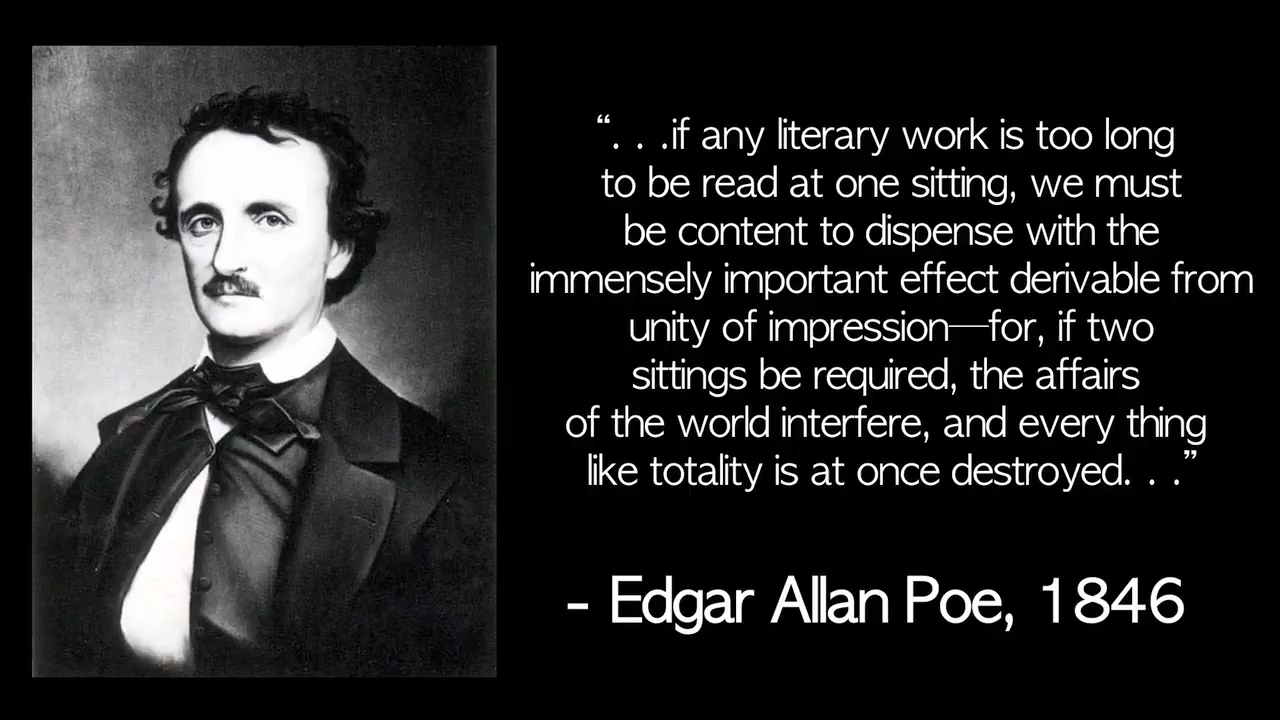 “. . .if any literary work is too long
to be read at one sitting, we must
be content to dispense with the
immensely important effect derivable from
unity of impression—for, if two
sittings be required, the affairs
of the world interfere, and every thing
like totality is at once destroyed. . .”
- Edgar Allan Poe, 1846